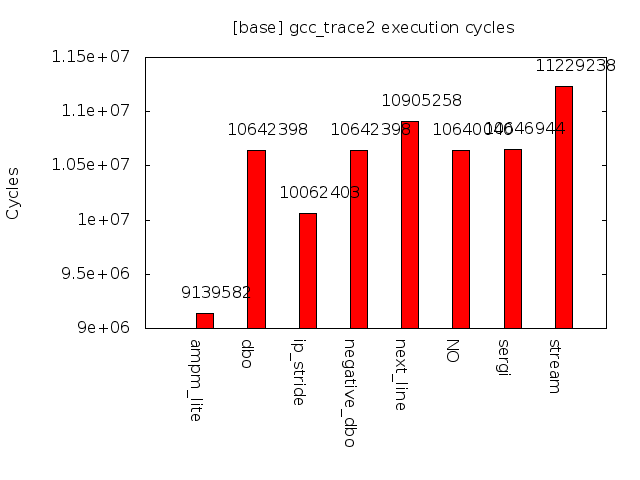 [base] gcc_trace2 execution cycles
1.15e+07
11229238
1.1e+07
10905258
10642398
10642398
10646944
1.05e+07
10062403
1e+07
9.5e+06
9139582
9e+06
Cycles
ampm_lite
dbo
ip_stride
negative_dbo
next_line
NO
sergi
stream